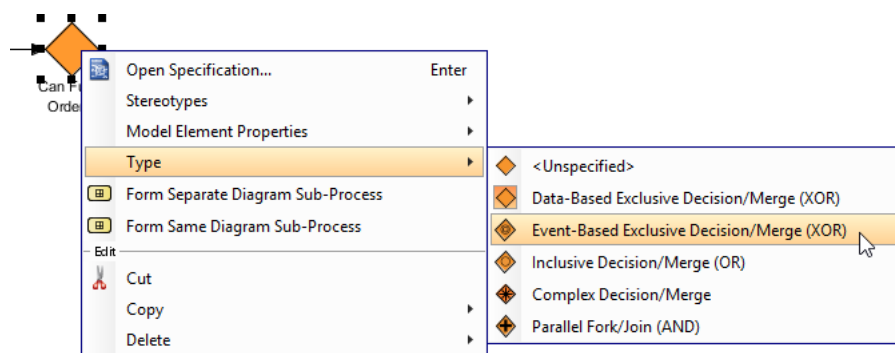 Can Fu
Orde
Open Specification... Enter
Stereotypes
Model Element Properties
Type
Form Separate Diagram Sub-Process
Form Same Diagram Sub-Process
Edit
Cut
Copy
Delete
<Unspecified>
Data-Based Exclusive Decision/Merge (XOR)
Event-Based Exclusive Decision/Merge (XOR)
Inclusive Decision/Merge (OR)
Complex Decision/Merge
Parallel Fork/Join (AND)